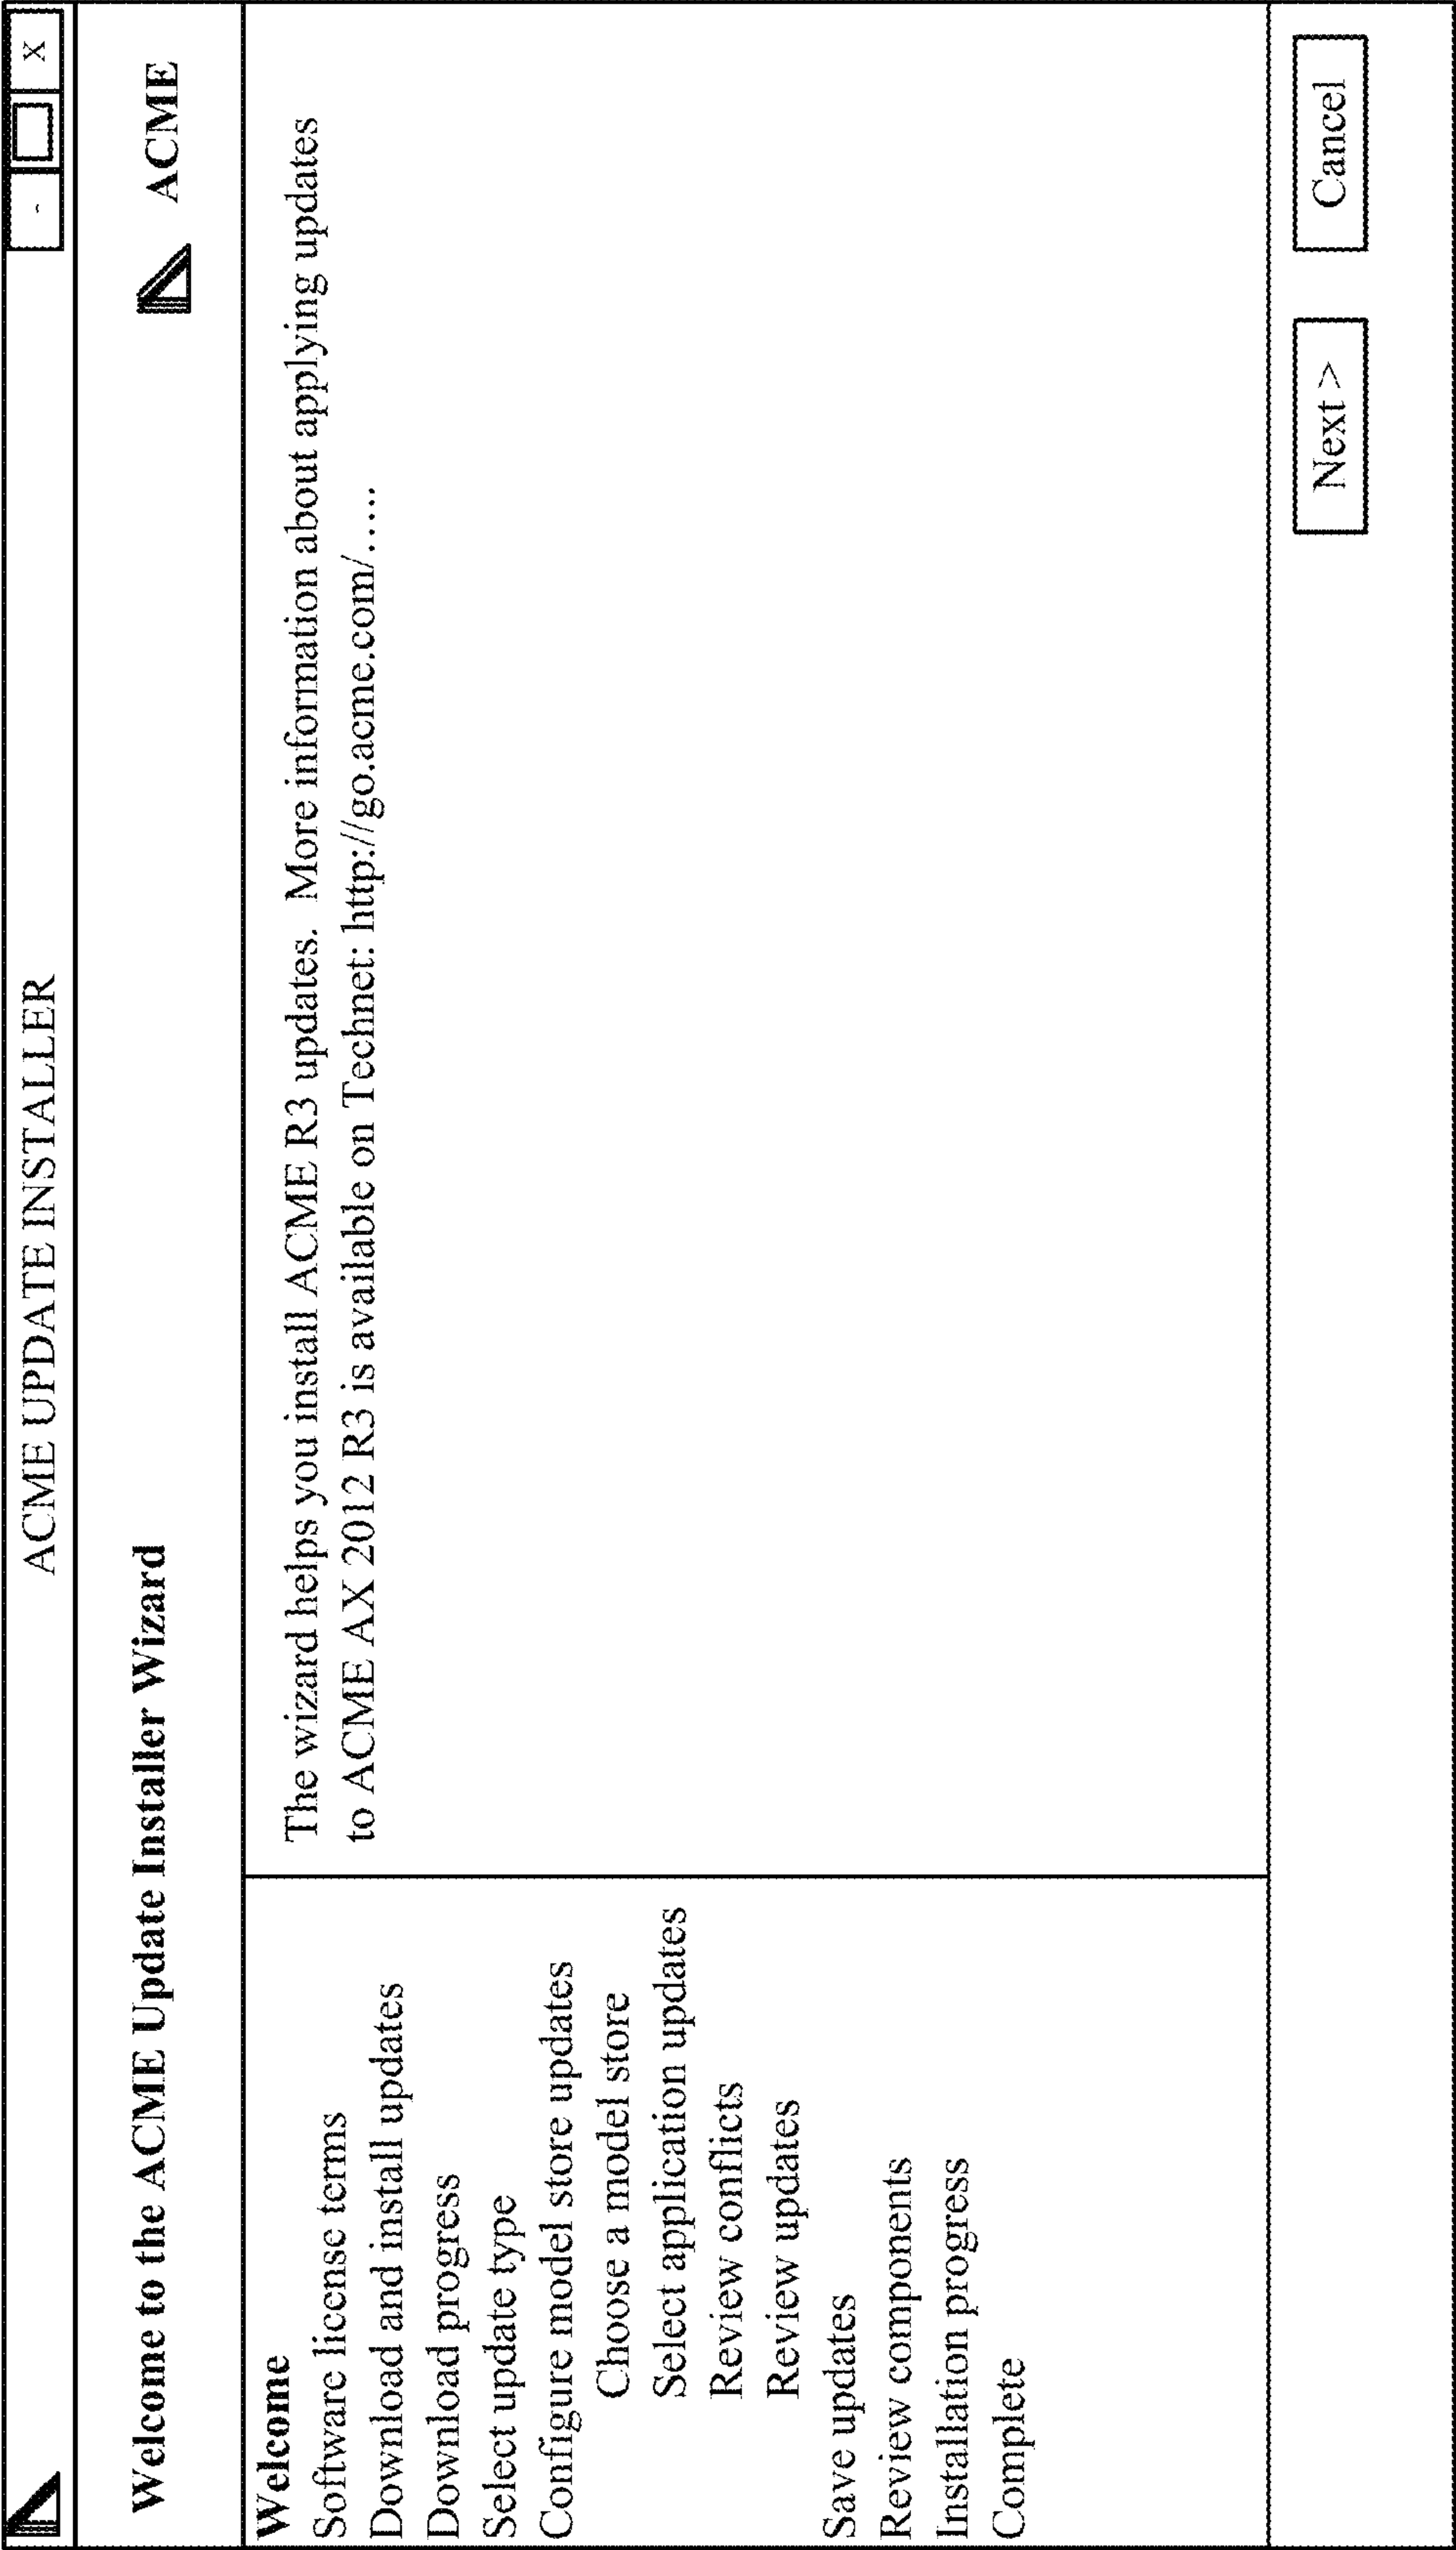 ACME UPDATE INSTALLER
- X
Welcome to the ACME Update Installer Wizard
ACME
Welcome
Software license terms
Download and install updates
Download progress
Select update type
Configure model store updates
Choose a model store
Select application updates
Review conflicts
Review updates
Save updates
Review components
Installation progress
Complete
The wizard helps you install ACME R3 updates.  More information about applying updates
to ACME AX 2012 R3 is available on Technet: http://go.acme.com/.....
Next >
Cancel